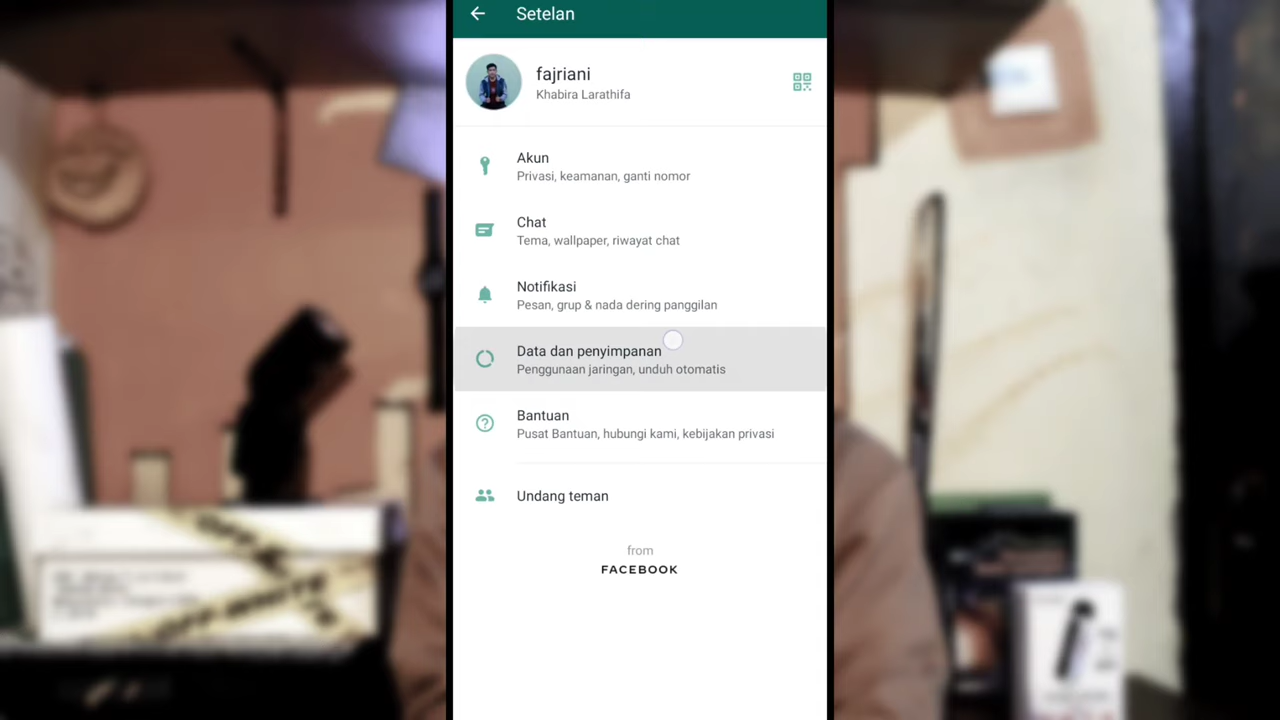 Setelan
fajriani
Khabira Larathifa
Akun
Privasi, keamanan, ganti nomor
Chat
Tema, wallpaper, riwayat chat
Notifikasi
Pesan, grup & nada dering panggilan
Data dan penyimpanan
Penggunaan jaringan, unduh otomatis
Bantuan
Pusat Bantuan, hubungi kami, kebijakan privasi
Undang teman
from
FACEBOOK
OFF-WHITE